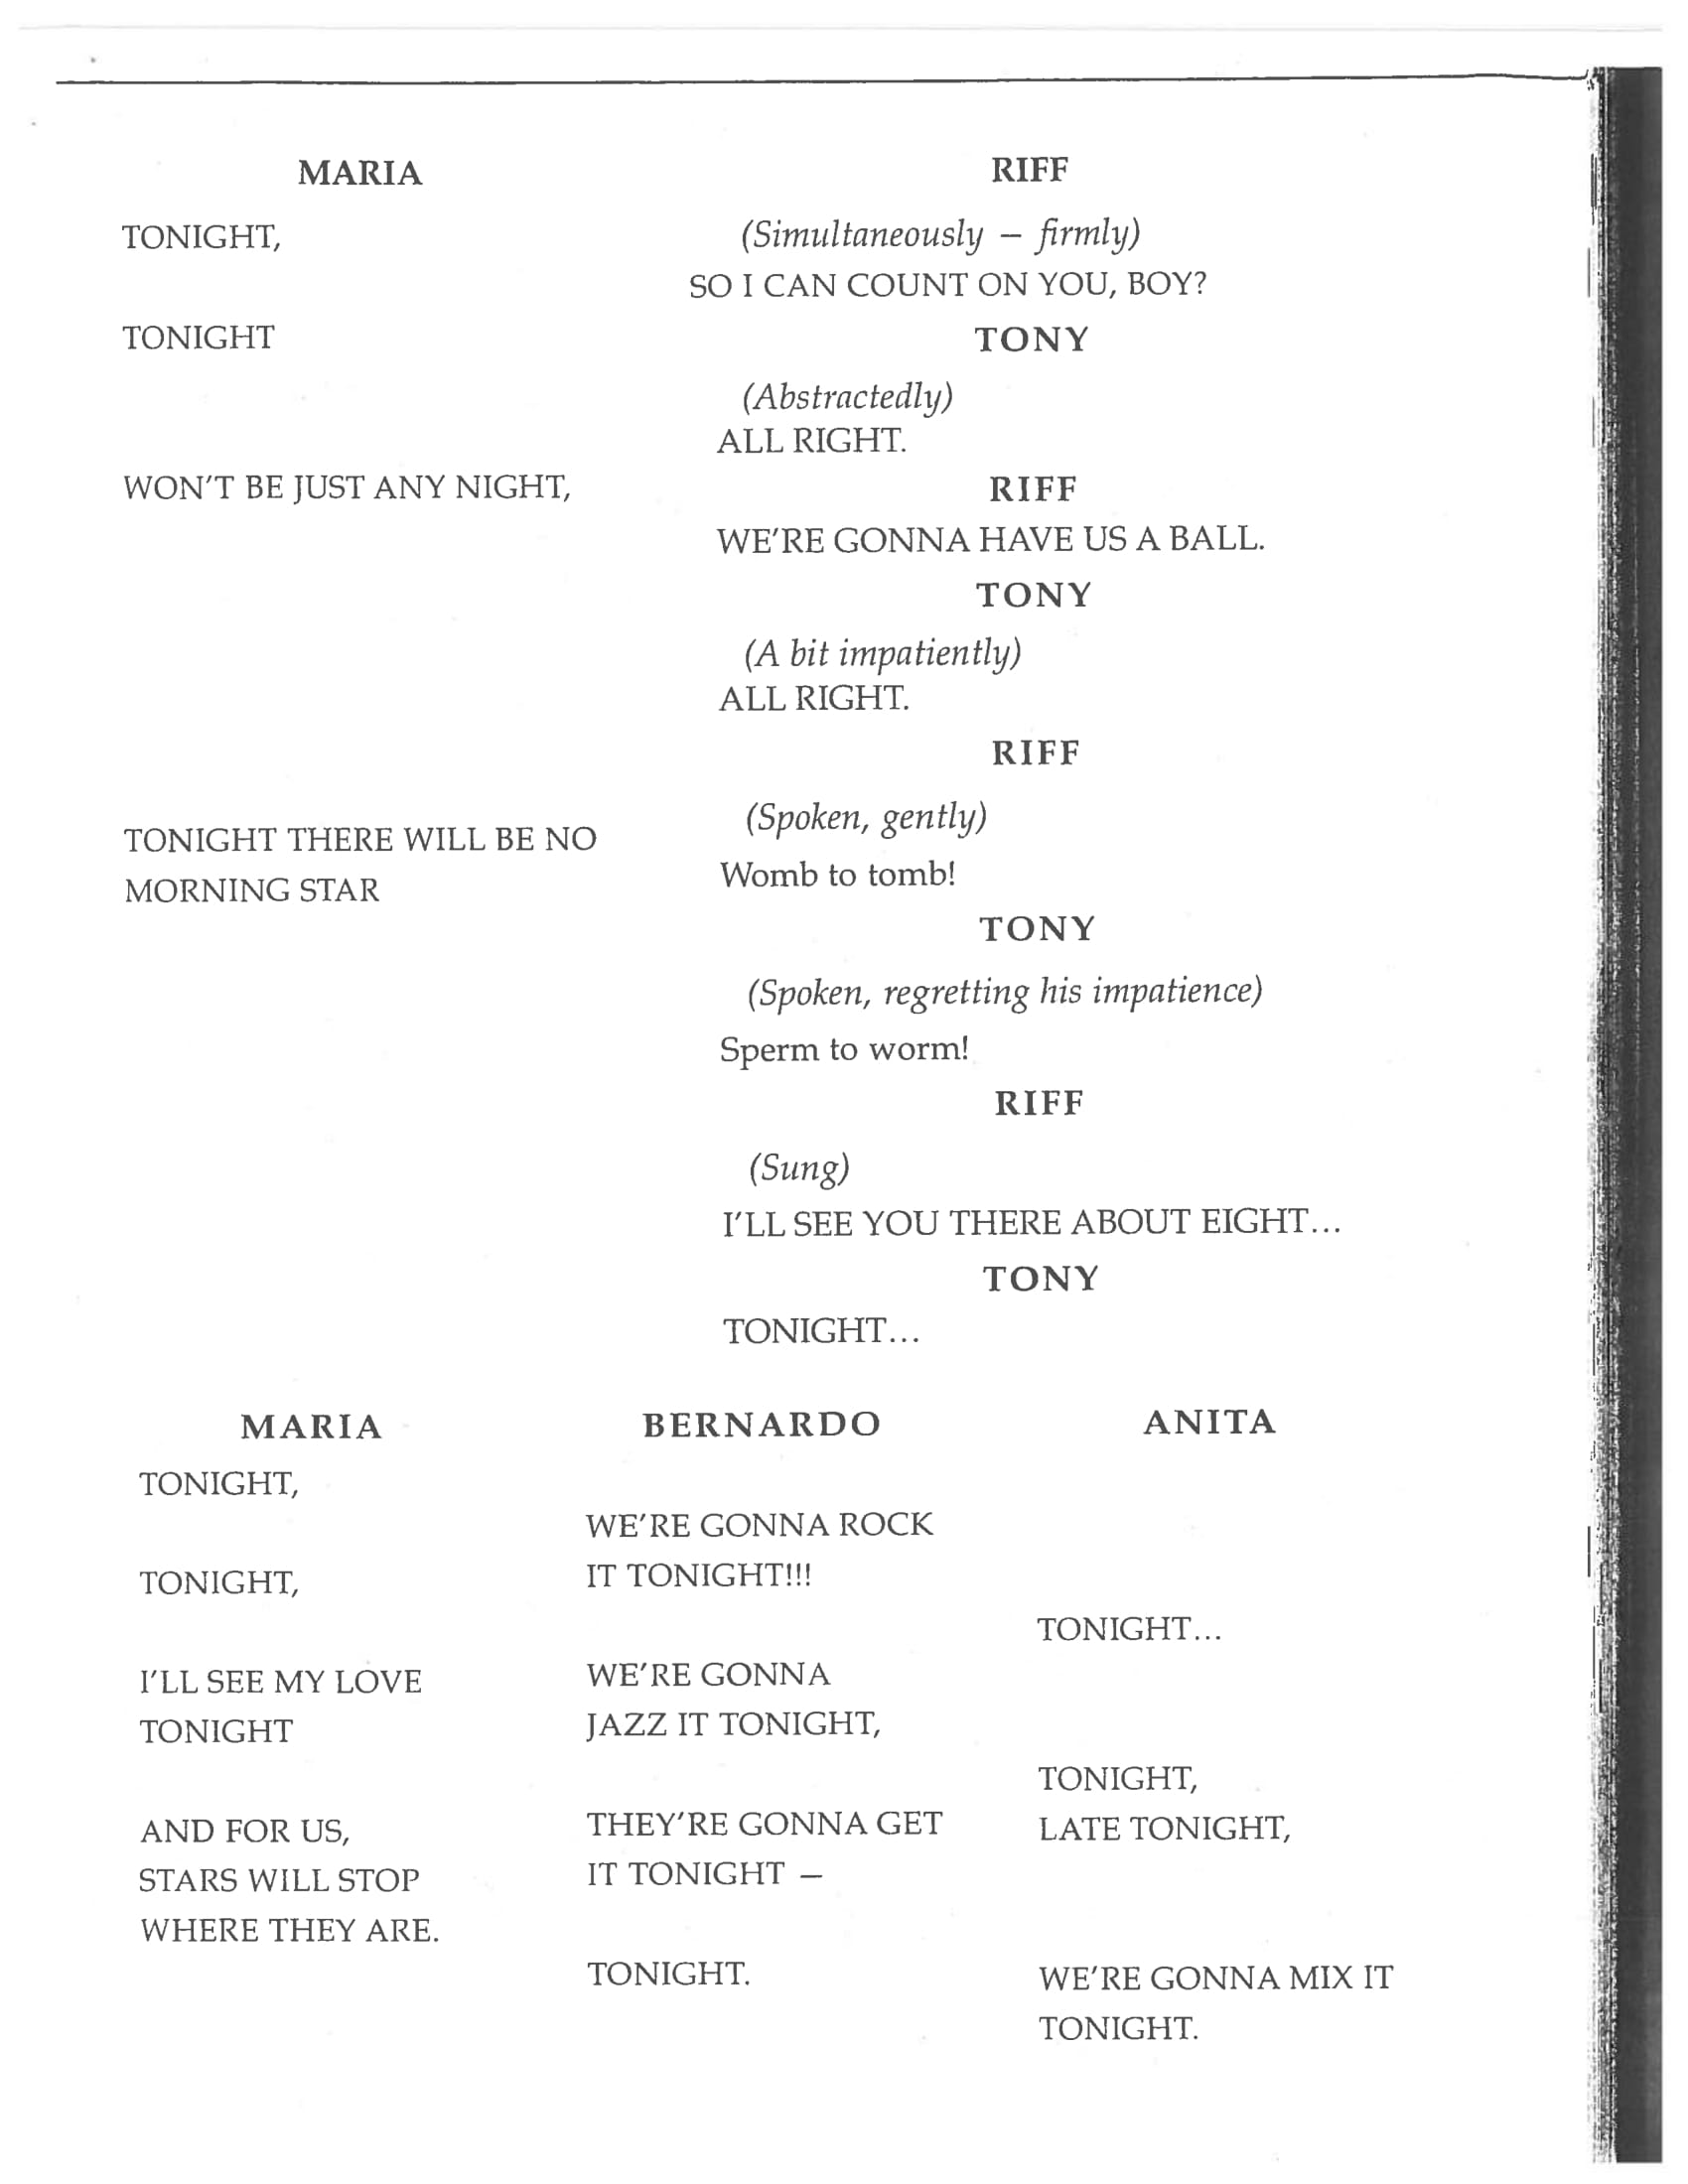 MARIA
TONIGHT,
TONIGHT
WON'T BE JUST ANY NIGHT,
TONIGHT THERE WILL BE NO
MORNING STAR
RIFF
(Simultaneously – firmly)
SO I CAN COUNT ON YOU, BOY?
TONY
(Abstractedly)
ALL RIGHT.
RIFF
WE'RE GONNA HAVE US A BALL.
TONY
(A bit impatiently)
ALL RIGHT.
RIFF
(Spoken, gently)
Womb to tomb!
TONY
(Spoken, regretting his impatience)
Sperm to worm!
RIFF
(Sung)
I'LL SEE YOU THERE ABOUT EIGHT...
TONY
TONIGHT...
MARIA
TONIGHT,
TONIGHT,
I'LL SEE MY LOVE
TONIGHT
AND FOR US,
STARS WILL STOP
WHERE THEY ARE.
BERNARDO
WE'RE GONNA ROCK
IT TONIGHT!!!
WE'RE GONNA
JAZZ IT TONIGHT,
THEY'RE GONNA GET
IT TONIGHT –
TONIGHT.
ANITA
TONIGHT...
TONIGHT,
LATE TONIGHT,
WE'RE GONNA MIX IT
TONIGHT.